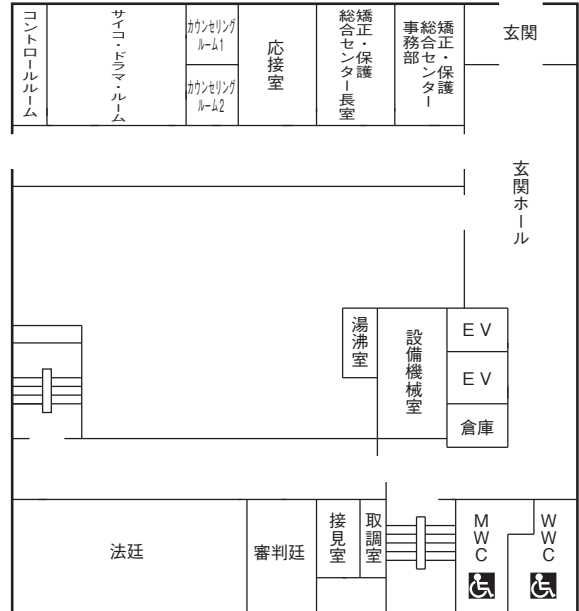 コントロールルーム
サイコ・ドラマ・ルーム
カウンセリング
ルーム1
カウンセリング
ルーム2
応接室
矯正・保護
総合センター長室
矯正・保護
総合センター
事務部
玄関
玄関ホール
湯沸室
設備機械室
EV
EV
倉庫
法廷
審判廷
接見室
取調室
MWC
WWC